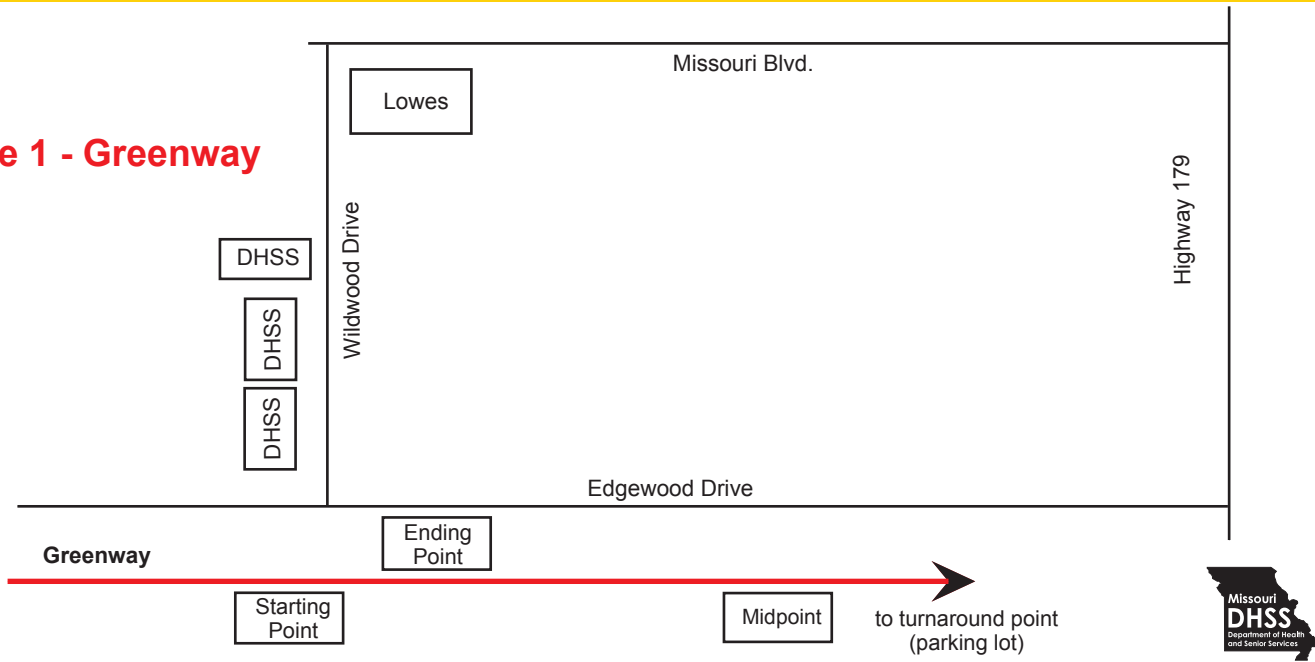 Missouri Blvd.
Lowes
e 1 - Greenway
Highway 179
Wildwood Drive
DHSS
DHSS
DHSS
Edgewood Drive
Ending
Point
Greenway
Starting
Point
Midpoint
to turnaround point
(parking lot)
Missouri
DHSS
Department of Health
and Senior Services